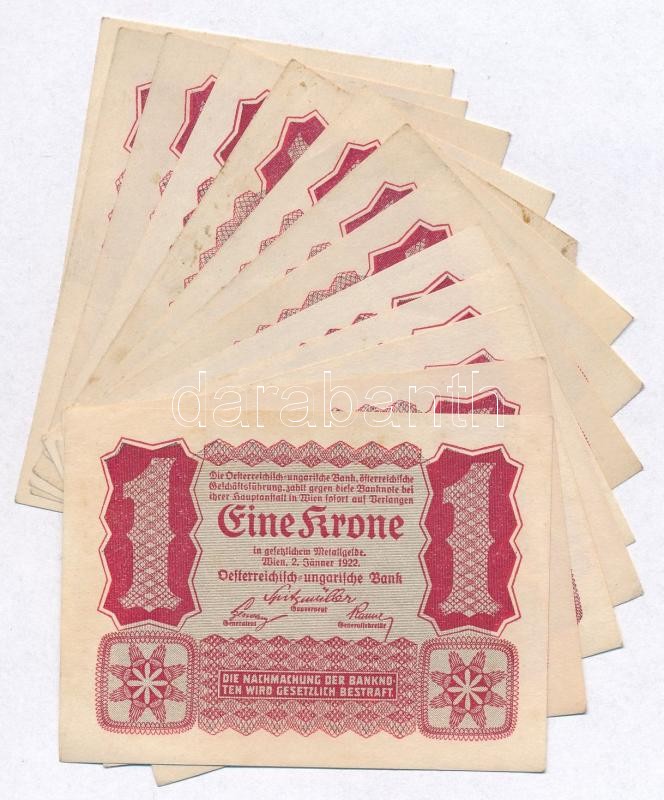 darabanth
1 1
Die Oesterreichisch-ungarische Bank, österreichische
Geschäftsführung, zahlt gegen diese Banknote bei
ihrer Hauptanstalt in Wien sofort auf Verlangen
Eine Krone
in gesetzlichem Metallgelde.
Wien, 2. Jänner 1922.
Oesterreichisch-ungarische Bank
Spitzmüller
Gouverneur
Generalrat
Generalsekretär
DIE NACHMACHUNG DER BANKNO
TEN WIRD GESETZLICH BESTRAFT.